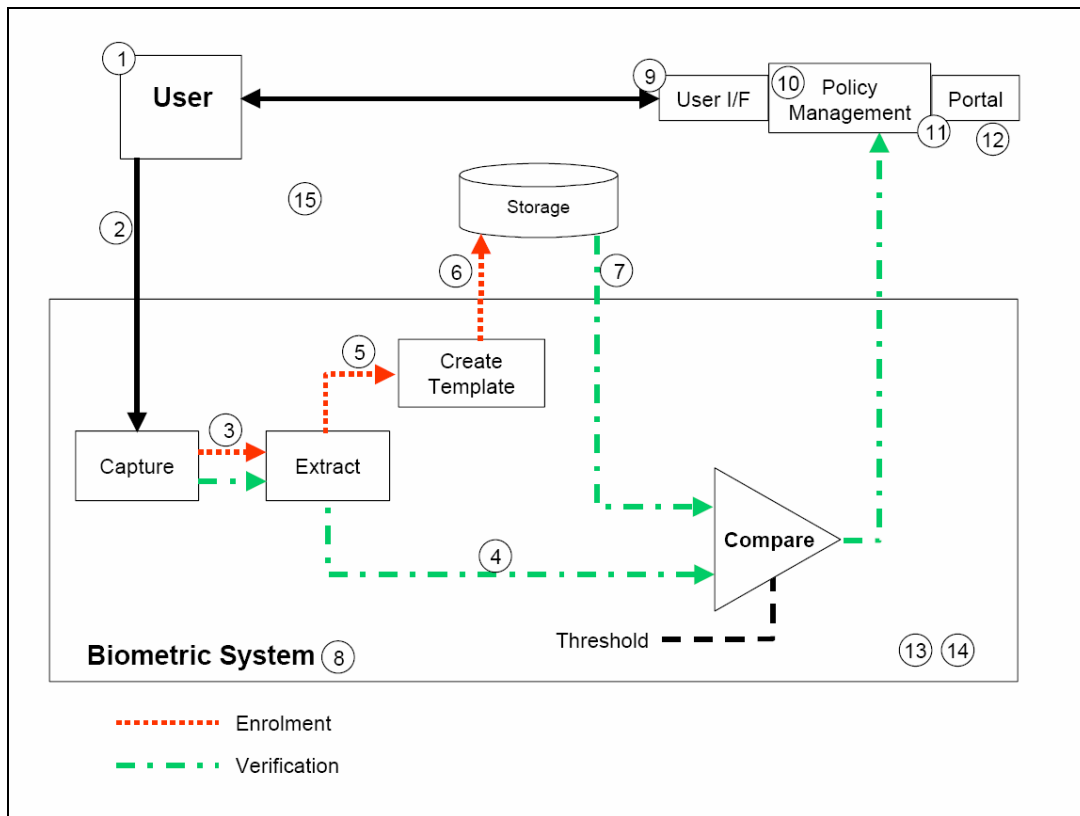 1
User
9
User I/F
10
Policy
Management
11
Portal
12
2
15
Storage
6
7
5
Create
Template
3
Capture
Extract
4
Compare
Threshold
Biometric System
8
13
14
Enrolment
Verification